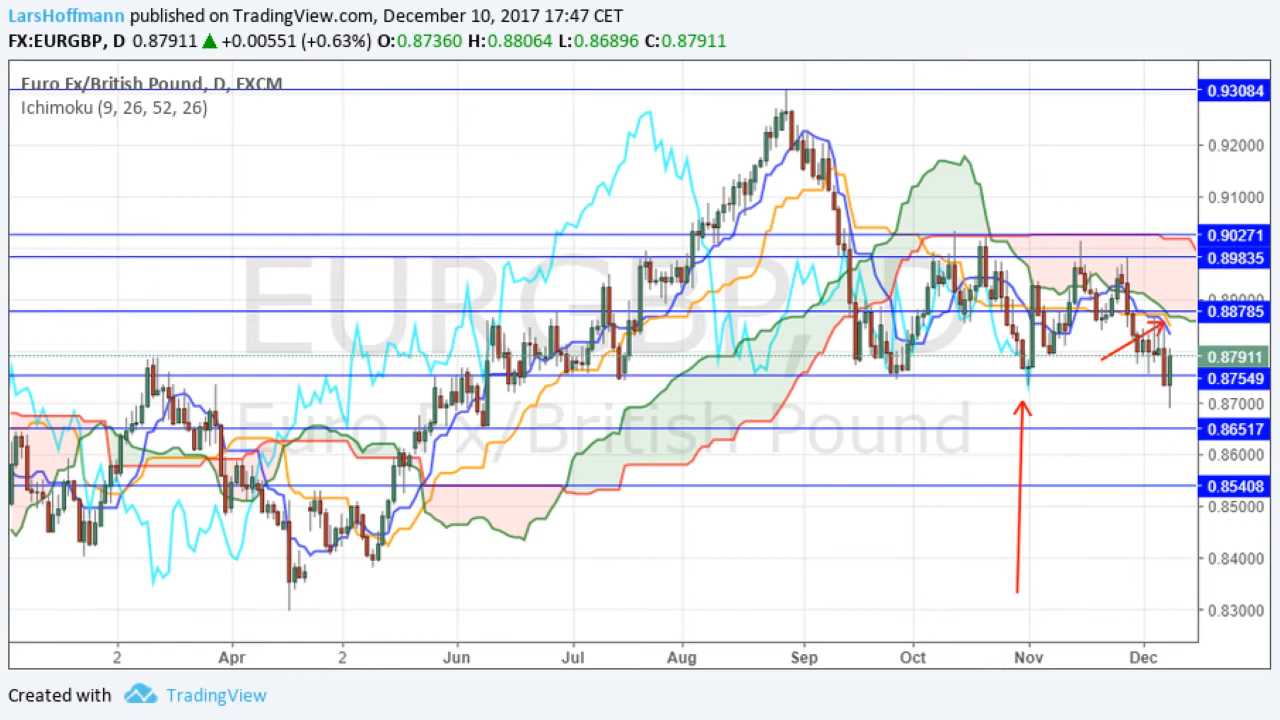 LarsHoffmann published on TradingView.com, December 10, 2017 17:47 CET
FX:EURGBP, D 0.87911 ▲ +0.00551 (+0.63%) O:0.87360 H:0.88064 L:0.86896 C:0.87911
Euro Fx/British Pound, D, FXCM
Ichimoku (9, 26, 52, 26)
EURGBP, D
Euro Fx/British Pound
0.93084
0.92000
0.91000
0.90271
0.89835
0.89000
0.88785
0.87911
0.87549
0.87000
0.86517
0.86000
0.85408
0.85000
0.84000
0.83000
2 Apr 2 Jun Jul Aug Sep Oct Nov Dec
Created with TradingView